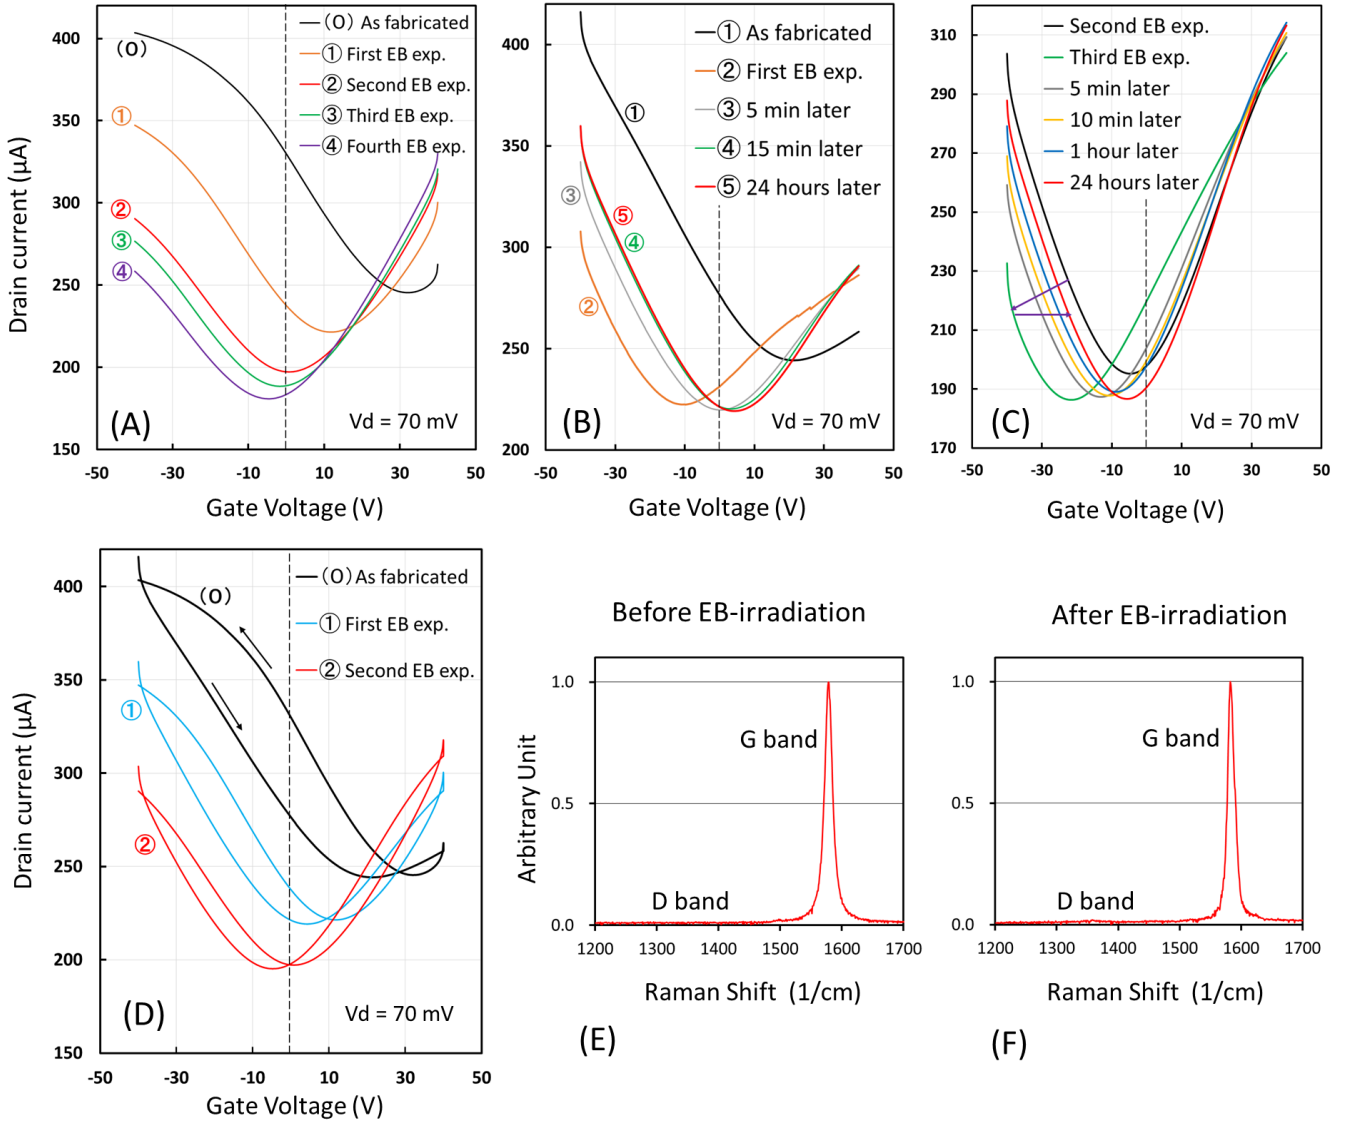 Drain current (μA)
400
350
300
250
200
150
(0)
①
②
③
④
(0) As fabricated
① First EB exp.
② Second EB exp.
③ Third EB exp.
④ Fourth EB exp.
(A)
Vd = 70 mV
-50 -30 -10 10 30 50
Gate Voltage (V)
400
350
300
250
200
①
②
③
④
⑤
① As fabricated
② First EB exp.
③ 5 min later
④ 15 min later
⑤ 24 hours later
(B)
Vd = 70 mV
-50 -30 -10 10 30 50
Gate Voltage (V)
310
290
270
250
230
210
190
170
Second EB exp.
Third EB exp.
5 min later
10 min later
1 hour later
24 hours later
(C)
Vd = 70 mV
-50 -30 -10 10 30 50
Gate Voltage (V)
Drain current (μA)
400
350
300
250
200
150
(0)
①
②
(0) As fabricated
① First EB exp.
② Second EB exp.
(D)
Vd = 70 mV
-50 -30 -10 10 30 50
Gate Voltage (V)
Before EB-irradiation
Arbitrary Unit
1.0
0.5
0.0
G band
D band
1200 1300 1400 1500 1600 1700
Raman Shift (1/cm)
(E)
After EB-irradiation
1.0
0.5
0.0
G band
D band
1200 1300 1400 1500 1600 1700
Raman Shift (1/cm)
(F)